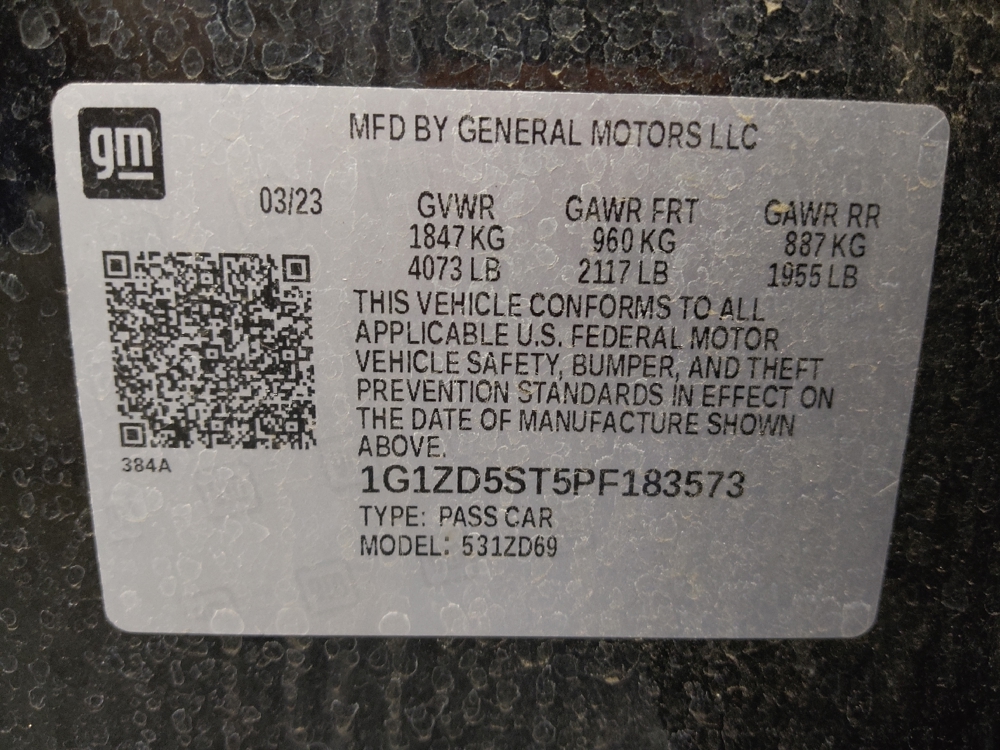 gm
MFD BY GENERAL MOTORS LLC
03/23 GVWR GAWR FRT GAWR RR
1847 KG 960 KG 887 KG
4073 LB 2117 LB 1955 LB
THIS VEHICLE CONFORMS TO ALL
APPLICABLE U.S. FEDERAL MOTOR
VEHICLE SAFETY, BUMPER, AND THEFT
PREVENTION STANDARDS IN EFFECT ON
THE DATE OF MANUFACTURE SHOWN
ABOVE.
384A
1G1ZD5ST5PF183573
TYPE: PASS CAR
MODEL: 531ZD69